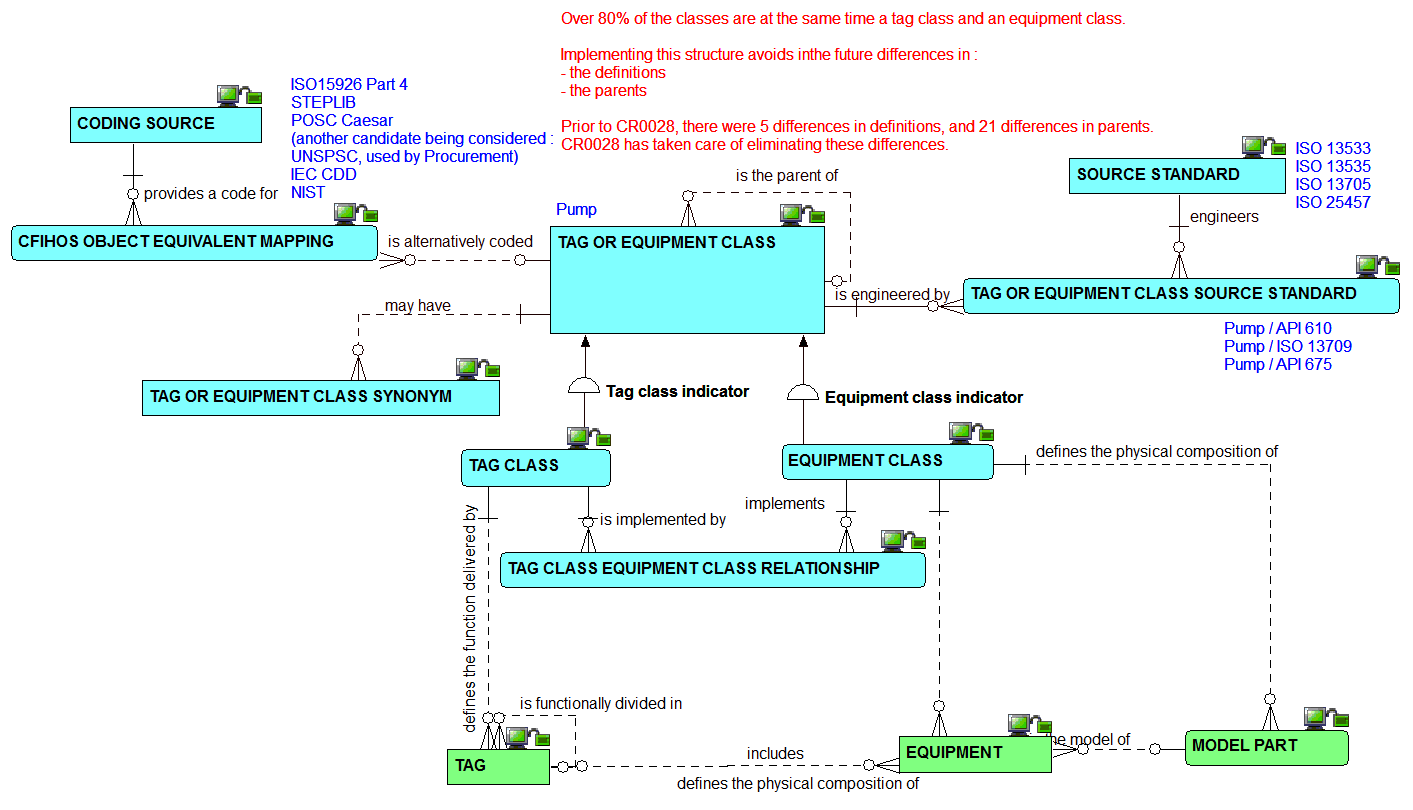 Over 80% of the classes are at the same time a tag class and an equipment class.
Implementing this structure avoids inthe future differences in :
- the definitions
- the parents
Prior to CR0028, there were 5 differences in definitions, and 21 differences in parents.
CR0028 has taken care of eliminating these differences.
ISO15926 Part 4
STEPLIB
POSC Caesar
(another candidate being considered :
UNSPSC, used by Procurement)
IEC CDD
NIST
CODING SOURCE
provides a code for
CFIHOS OBJECT EQUIVALENT MAPPING
is alternatively coded
Pump
is the parent of
TAG OR EQUIPMENT CLASS
ISO 13533
ISO 13535
ISO 13705
ISO 25457
SOURCE STANDARD
engineers
is engineered by
TAG OR EQUIPMENT CLASS SOURCE STANDARD
Pump / API 610
Pump / ISO 13709
Pump / API 675
may have
TAG OR EQUIPMENT CLASS SYNONYM
Tag class indicator
Equipment class indicator
TAG CLASS
EQUIPMENT CLASS
defines the physical composition of
is implemented by
implements
TAG CLASS EQUIPMENT CLASS RELATIONSHIP
defines the function delivered by
is functionally divided in
TAG
includes
defines the physical composition of
EQUIPMENT
model of
MODEL PART